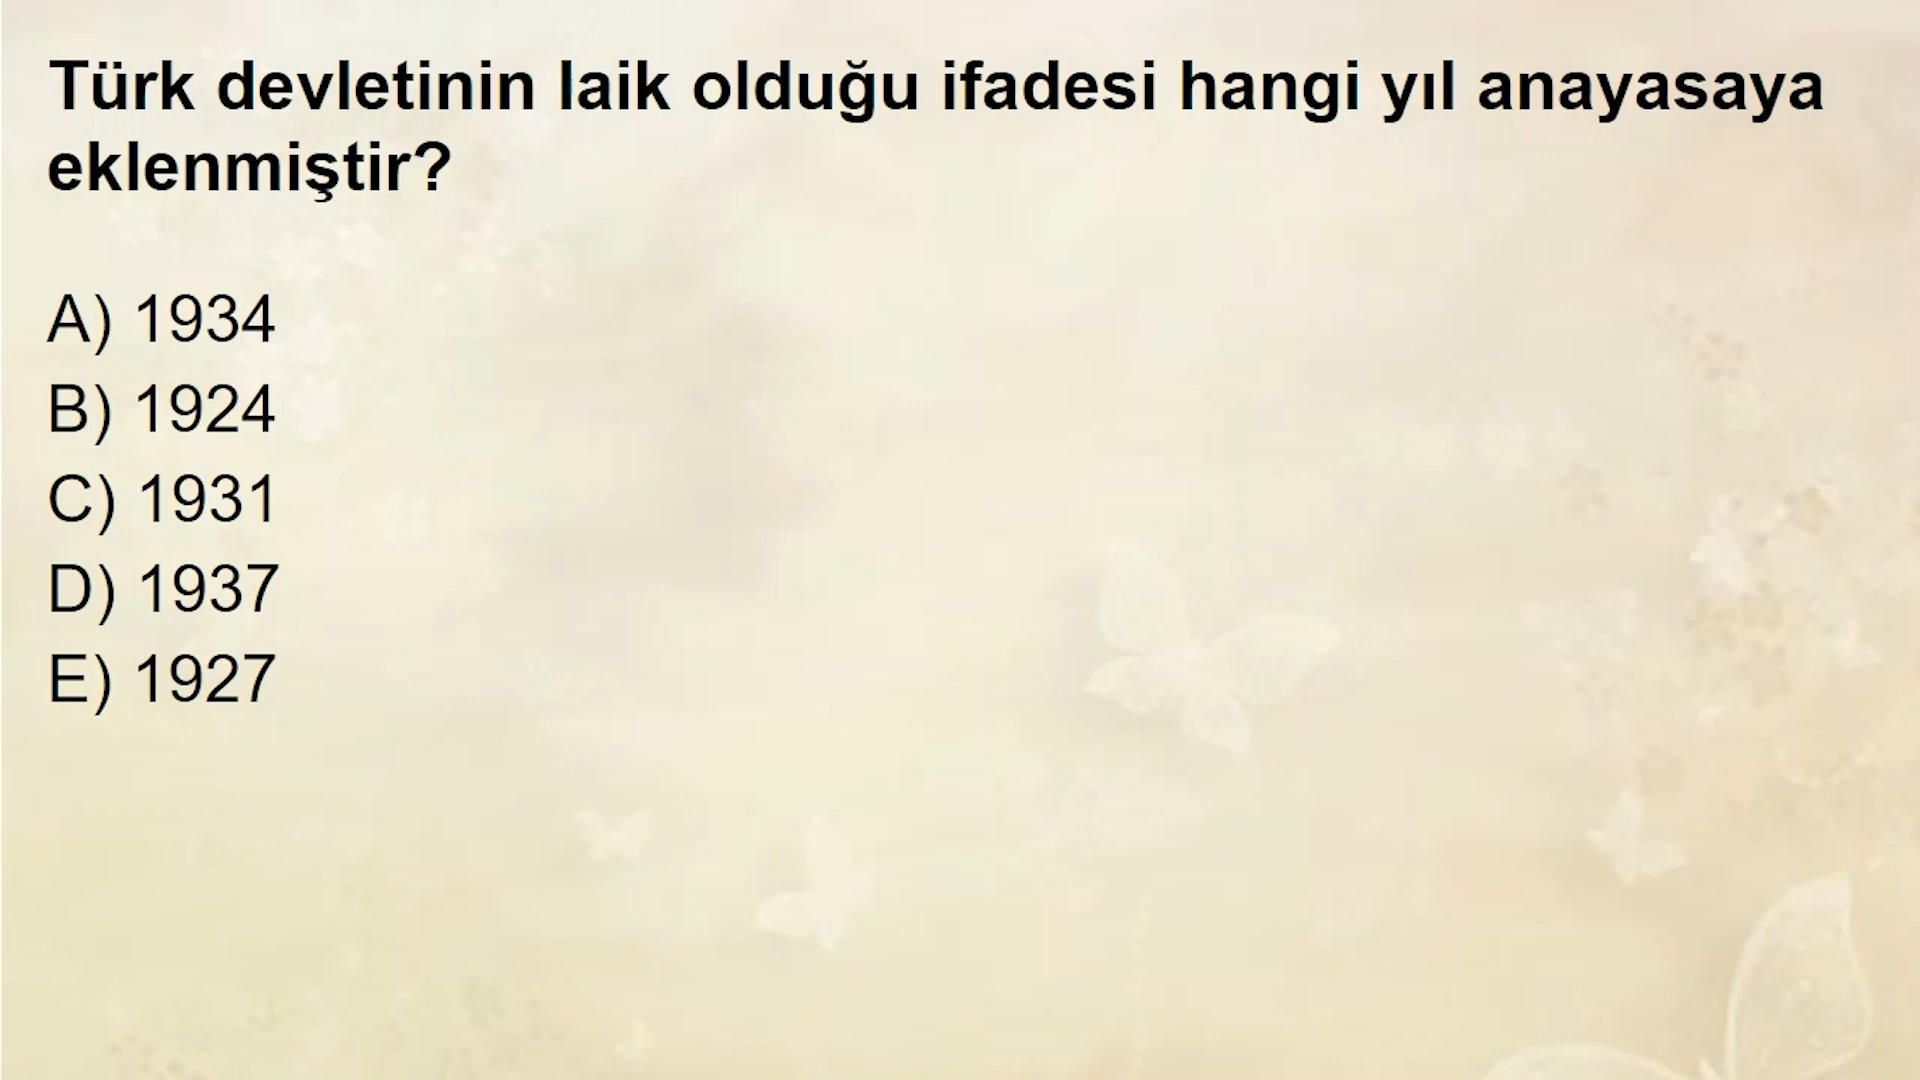 Türk devletinin laik olduğu ifadesi hangi yıl anayasaya
eklenmiştir?
A) 1934
B) 1924
C) 1931
D) 1937
E) 1927